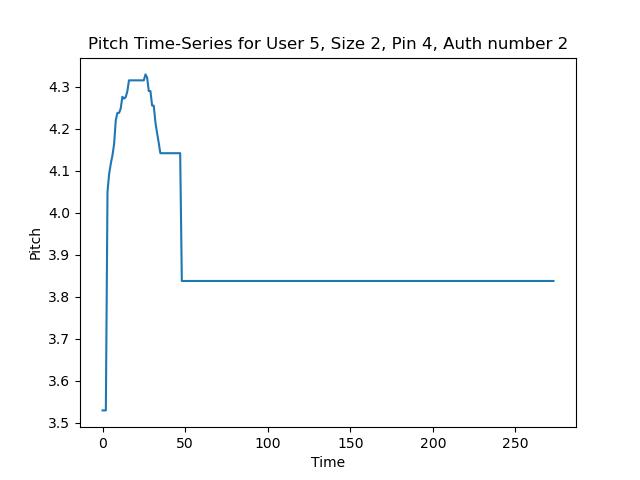 Pitch Time-Series for User 5, Size 2, Pin 4, Auth number 2
4.3
4.2
4.1
4.0
3.9
3.8
3.7
3.6
3.5
Pitch
0 50 100 150 200 250
Time